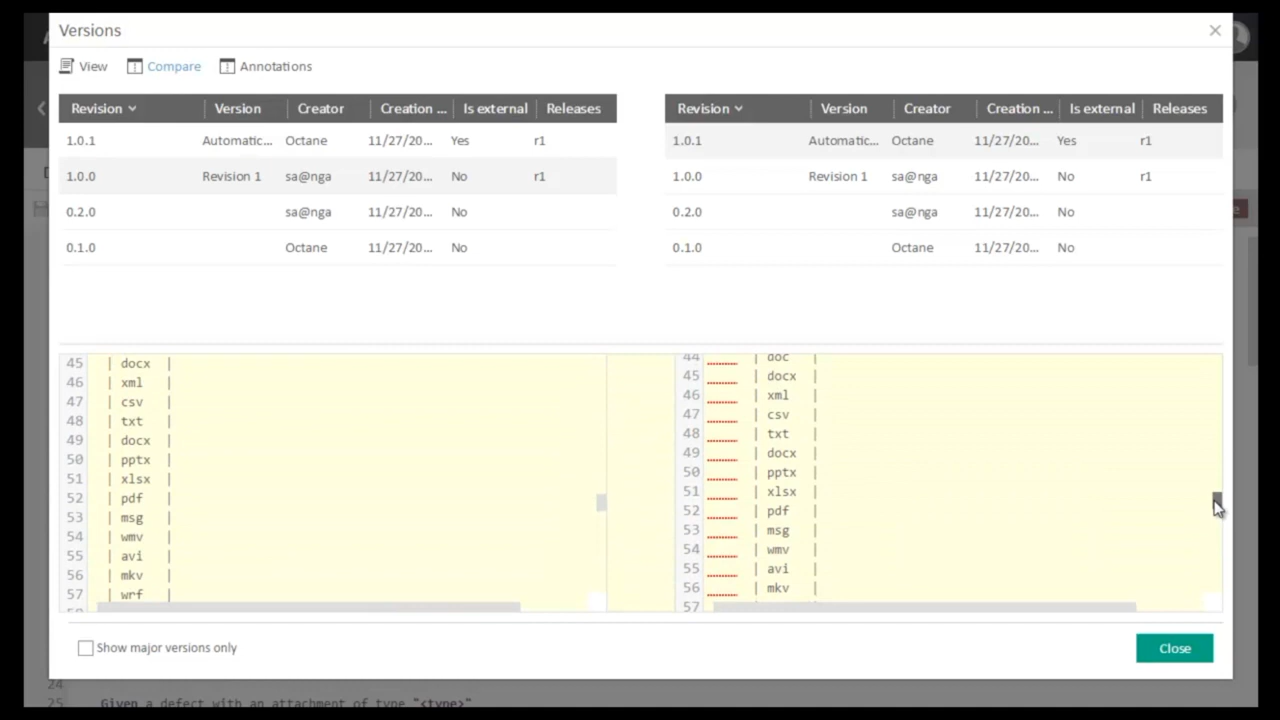 Versions
View Compare Annotations
Revision Version Creator Creation ... Is external Releases
1.0.1 Automatic... Octane 11/27/20... Yes r1
1.0.0 Revision 1 sa@nga 11/27/20... No r1
0.2.0 sa@nga 11/27/20... No
0.1.0 Octane 11/27/20... No
Revision Version Creator Creation ... Is external Releases
1.0.1 Automatic... Octane 11/27/20... Yes r1
1.0.0 Revision 1 sa@nga 11/27/20... No r1
0.2.0 sa@nga 11/27/20... No
0.1.0 Octane 11/27/20... No
45 | docx |
46 | xml |
47 | csv |
48 | txt |
49 | docx |
50 | pptx |
51 | xlsx |
52 | pdf |
53 | msg |
54 | wmv |
55 | avi |
56 | mkv |
57 | wrf |
44 | doc |
45 | docx |
46 | xml |
47 | csv |
48 | txt |
49 | docx |
50 | pptx |
51 | xlsx |
52 | pdf |
53 | msg |
54 | wmv |
55 | avi |
56 | mkv |
57
Show major versions only
Close
24
25 Given a defect with an attachment of type "<type>"